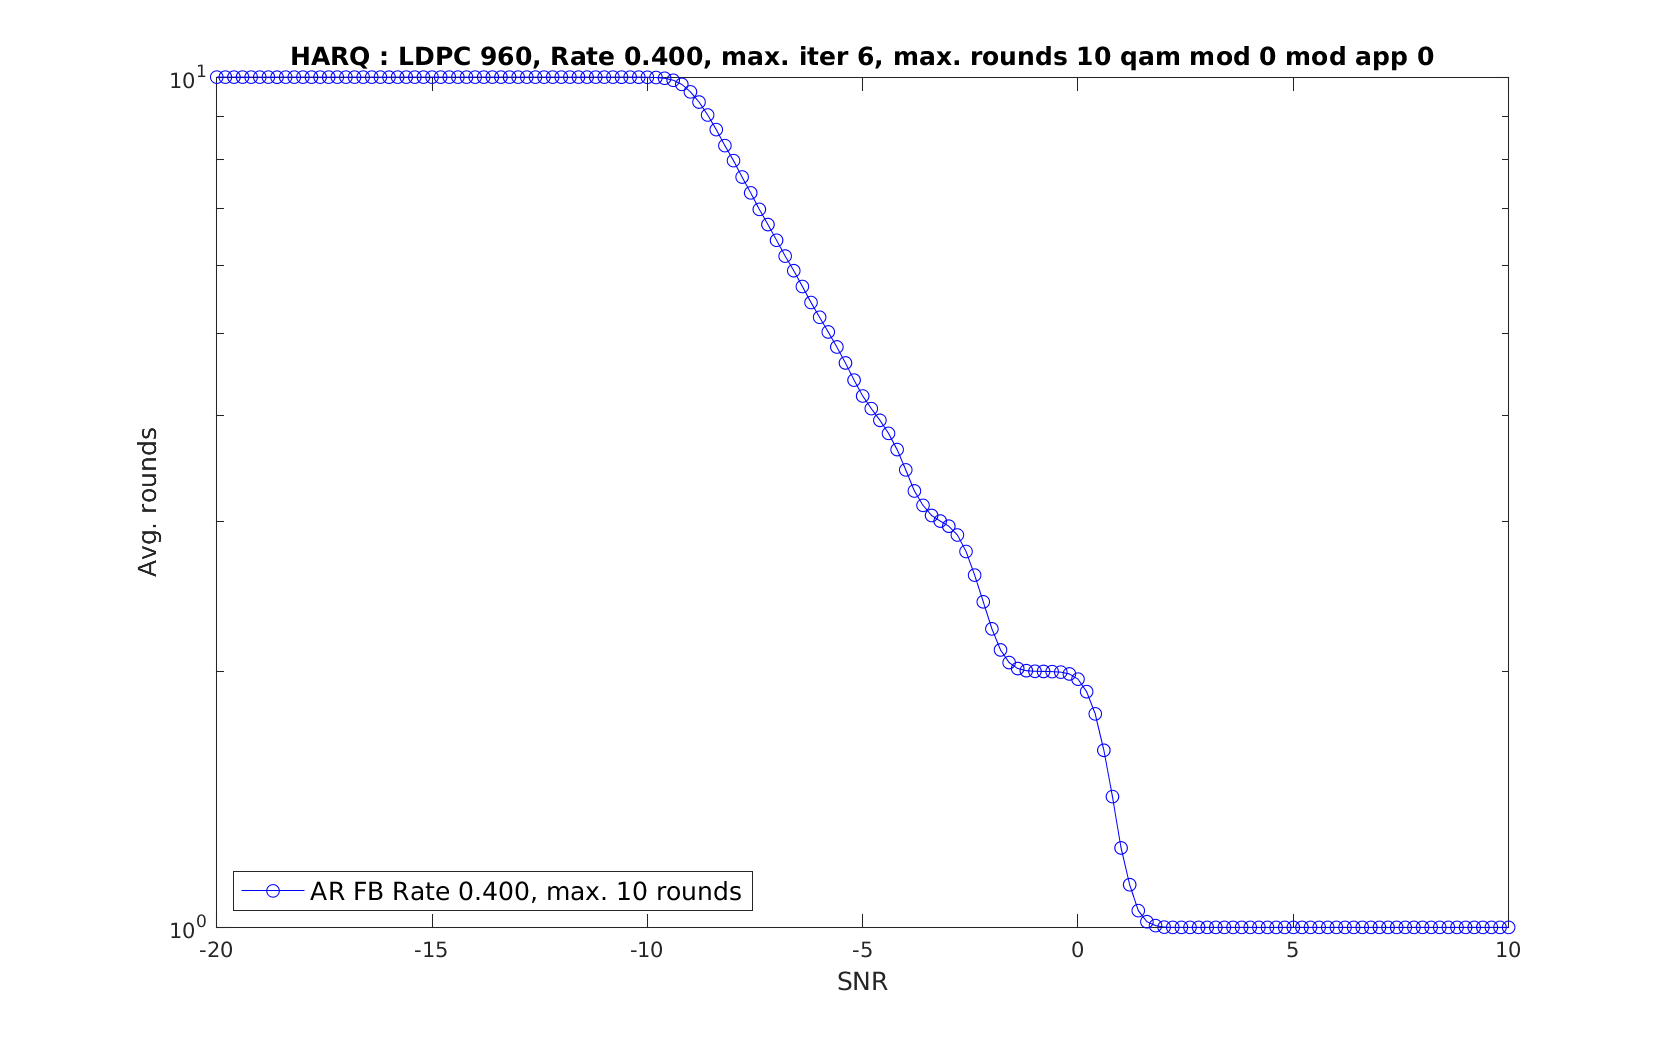 HARQ : LDPC 960, Rate 0.400, max. iter 6, max. rounds 10 qam mod 0 mod app 0
10^1
Avg. rounds
AR FB Rate 0.400, max. 10 rounds
10^0
-20 -15 -10 -5 0 5 10
SNR